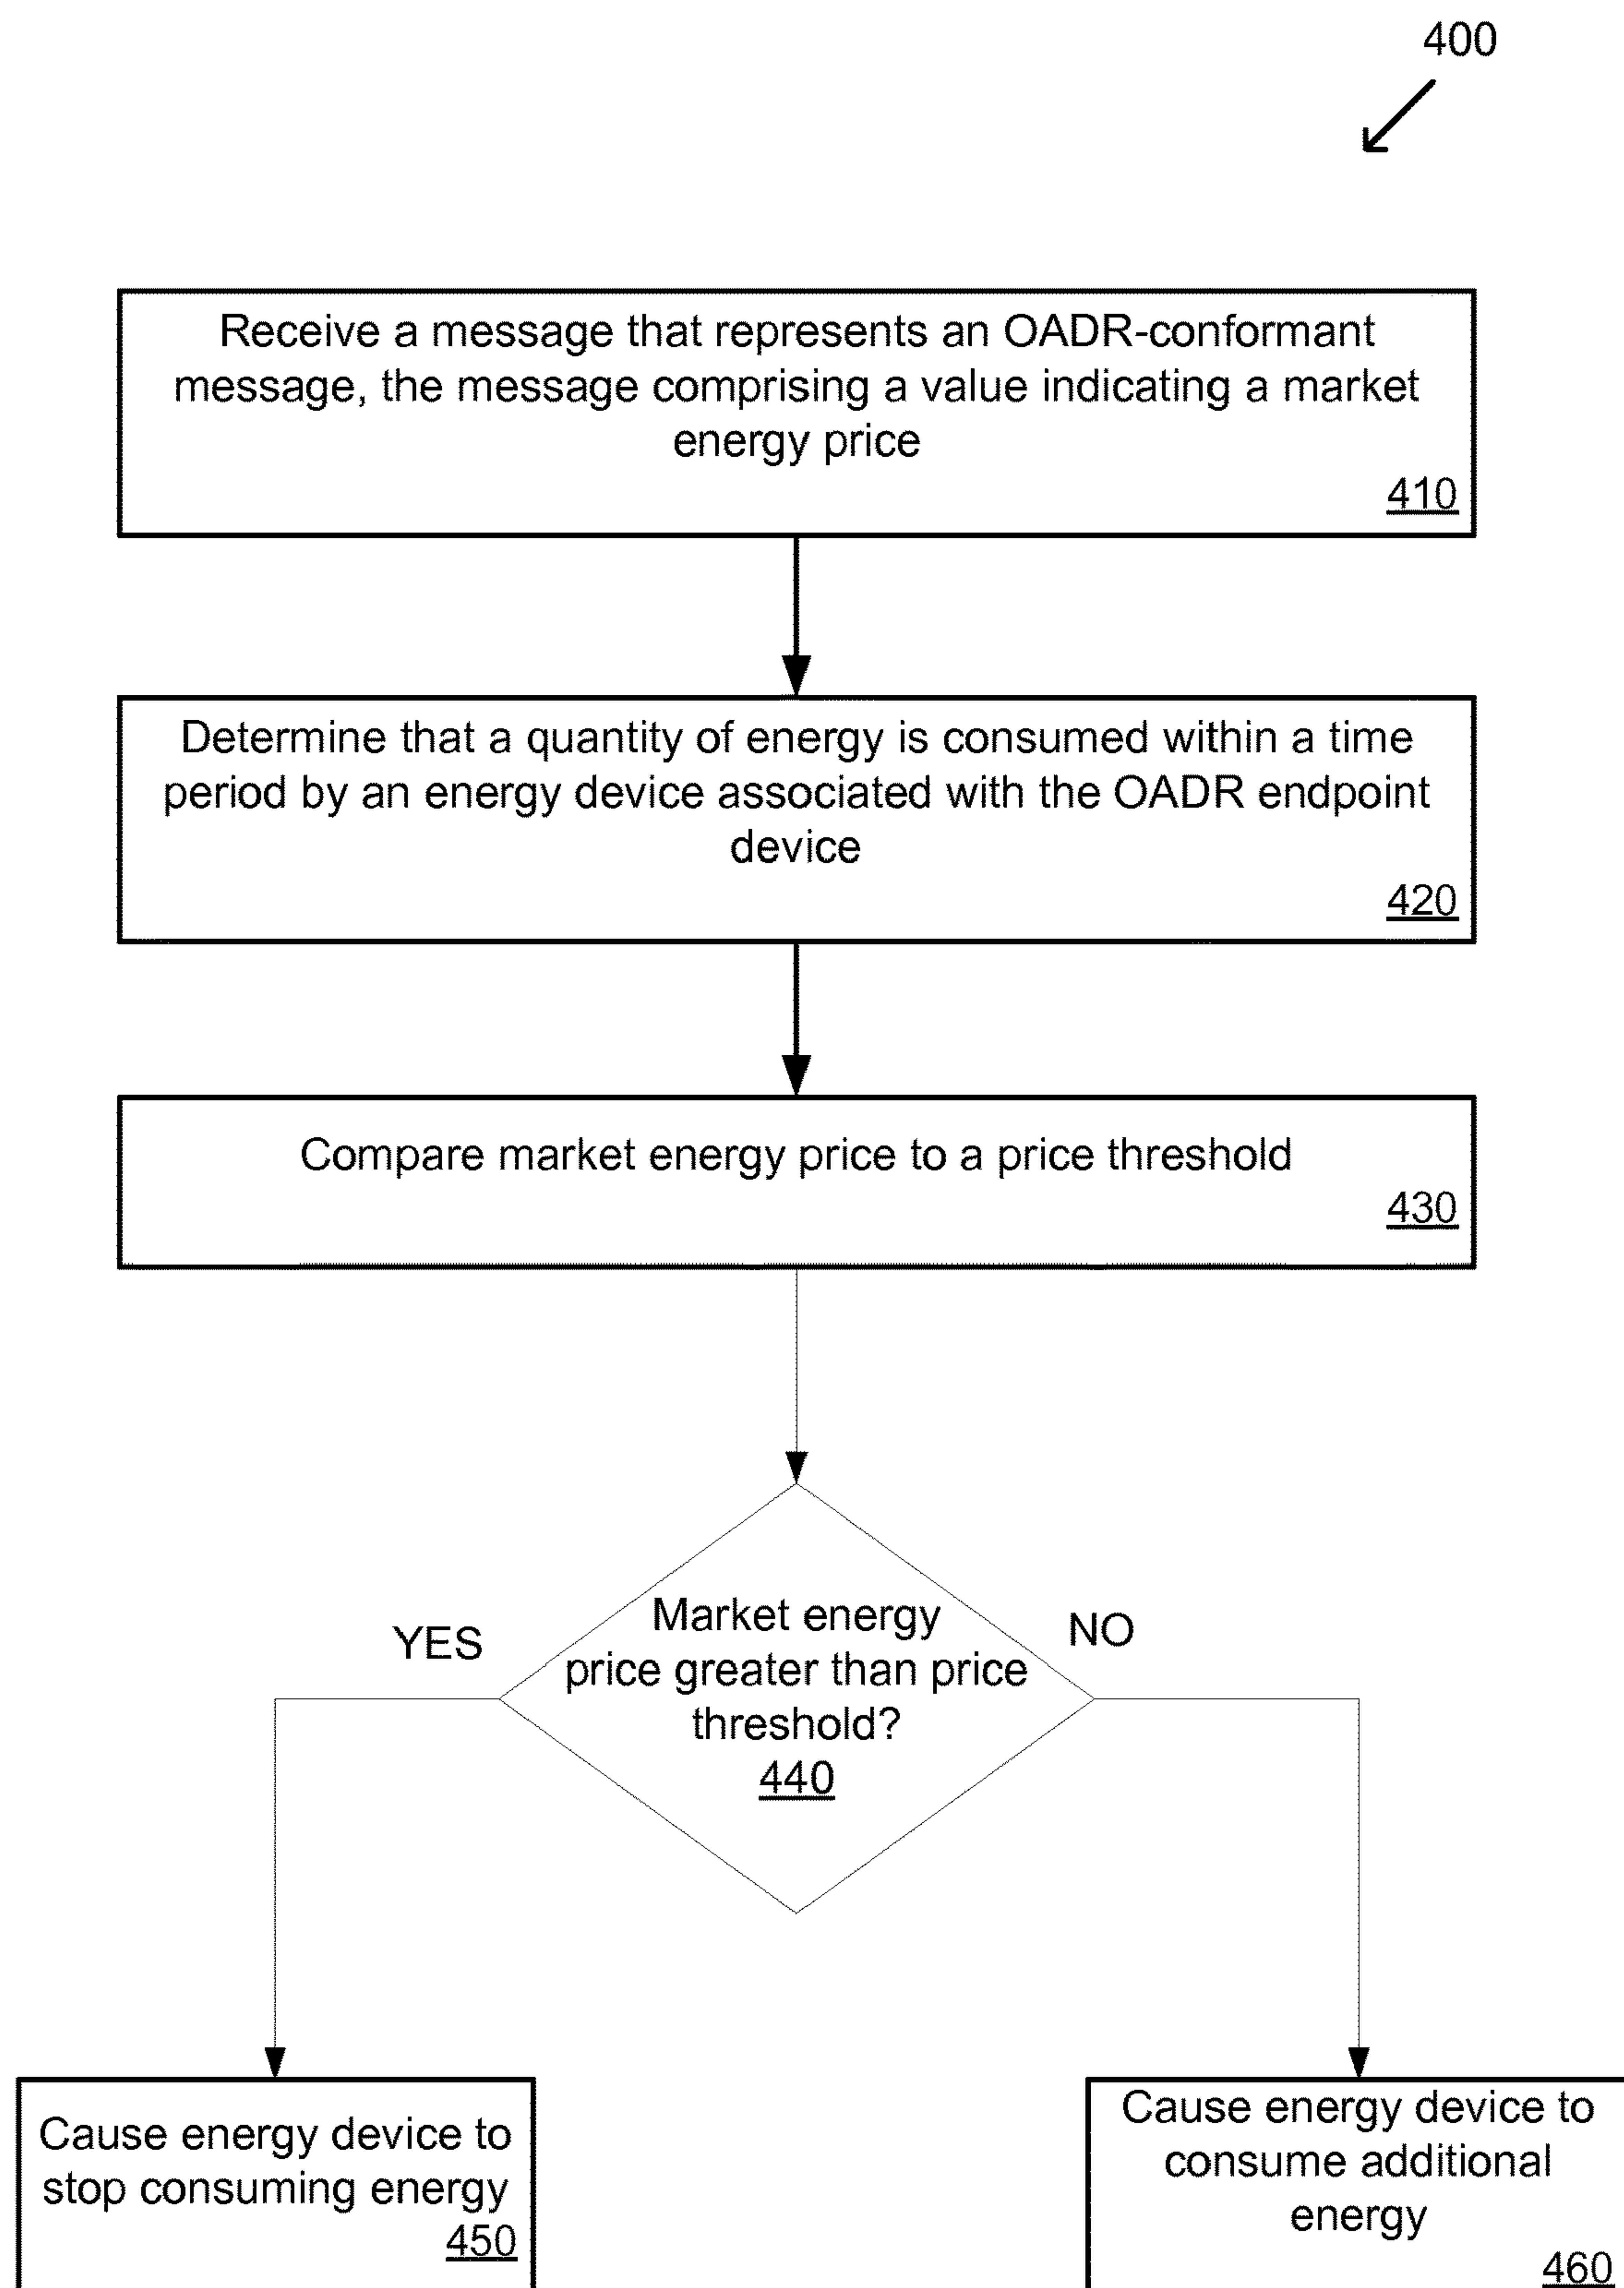 400
Receive a message that represents an OADR-conformant
message, the message comprising a value indicating a market
energy price
410
Determine that a quantity of energy is consumed within a time
period by an energy device associated with the OADR endpoint
device
420
Compare market energy price to a price threshold
430
Market energy
price greater than price
threshold?
440
YES
NO
Cause energy device to
stop consuming energy
450
Cause energy device to
consume additional
energy
460